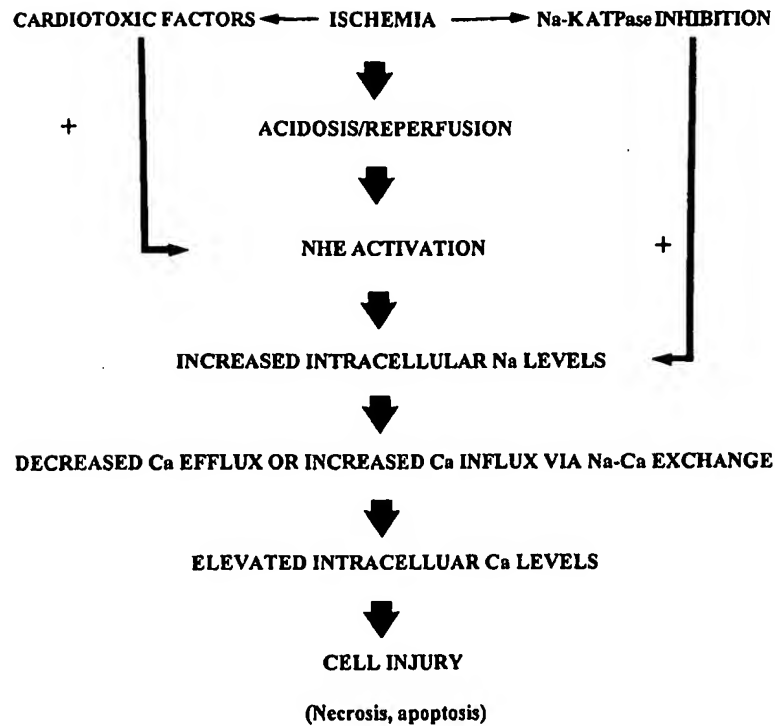 CARDIOTOXIC FACTORS ISCHEMIA Na-KATPase INHIBITION
+
ACIDOSIS/REPERFUSION
NHE ACTIVATION
+
INCREASED INTRACELLULAR Na LEVELS
DECREASED Ca EFFLUX OR INCREASED Ca INFLUX VIA Na-Ca EXCHANGE
ELEVATED INTRACELLUAR Ca LEVELS
CELL INJURY
(Necrosis, apoptosis)